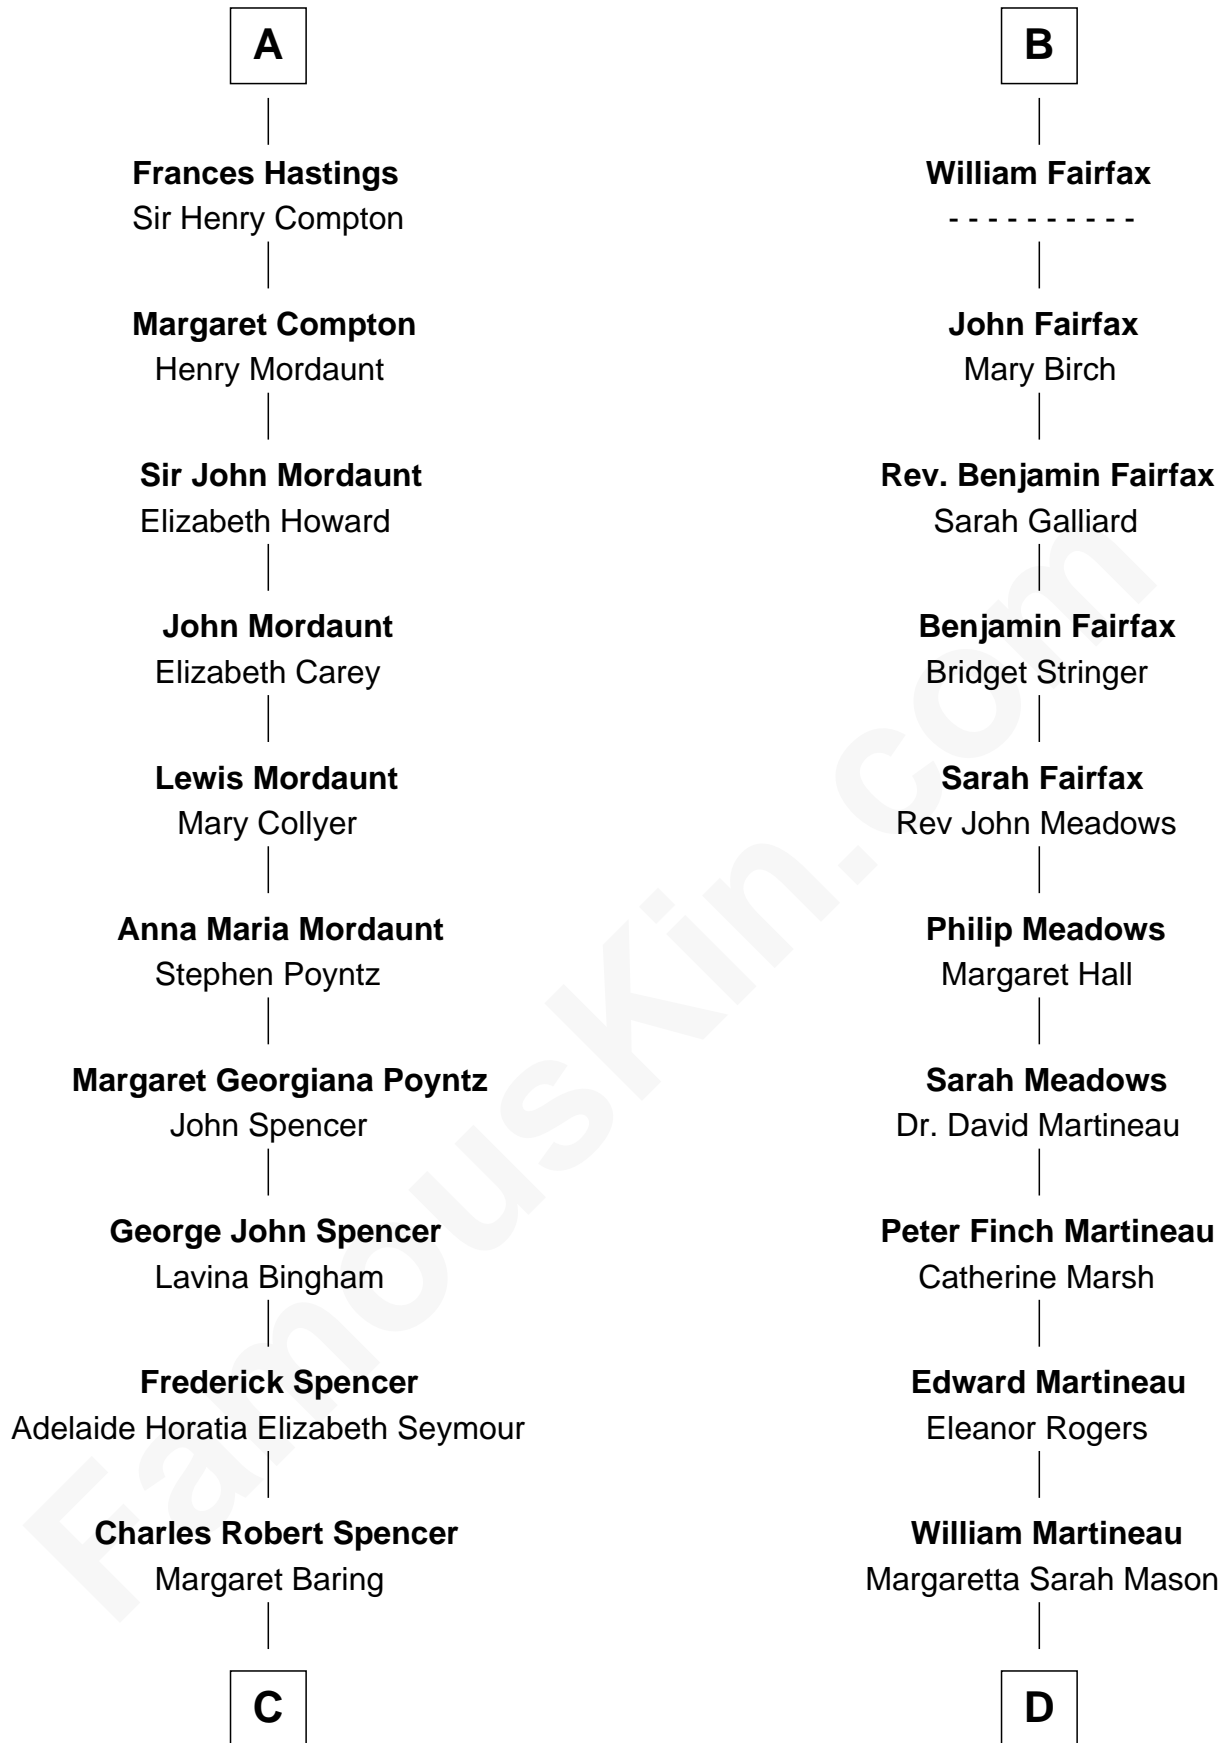 A
Frances Hastings
Sir Henry Compton
Margaret Compton
Henry Mordaunt
Sir John Mordaunt
Elizabeth Howard
John Mordaunt
Elizabeth Carey
Lewis Mordaunt
Mary Collyer
Anna Maria Mordaunt
Stephen Poyntz
Margaret Georgiana Poyntz
John Spencer
George John Spencer
Lavina Bingham
Frederick Spencer
Adelaide Horatia Elizabeth Seymour
Charles Robert Spencer
Margaret Baring
C
B
William Fairfax
- - - - - - - - - -
John Fairfax
Mary Birch
Rev. Benjamin Fairfax
Sarah Galliard
Benjamin Fairfax
Bridget Stringer
Sarah Fairfax
Rev John Meadows
Philip Meadows
Margaret Hall
Sarah Meadows
Dr. David Martineau
Peter Finch Martineau
Catherine Marsh
Edward Martineau
Eleanor Rogers
William Martineau
Margaretta Sarah Mason
D
FamousKin.com